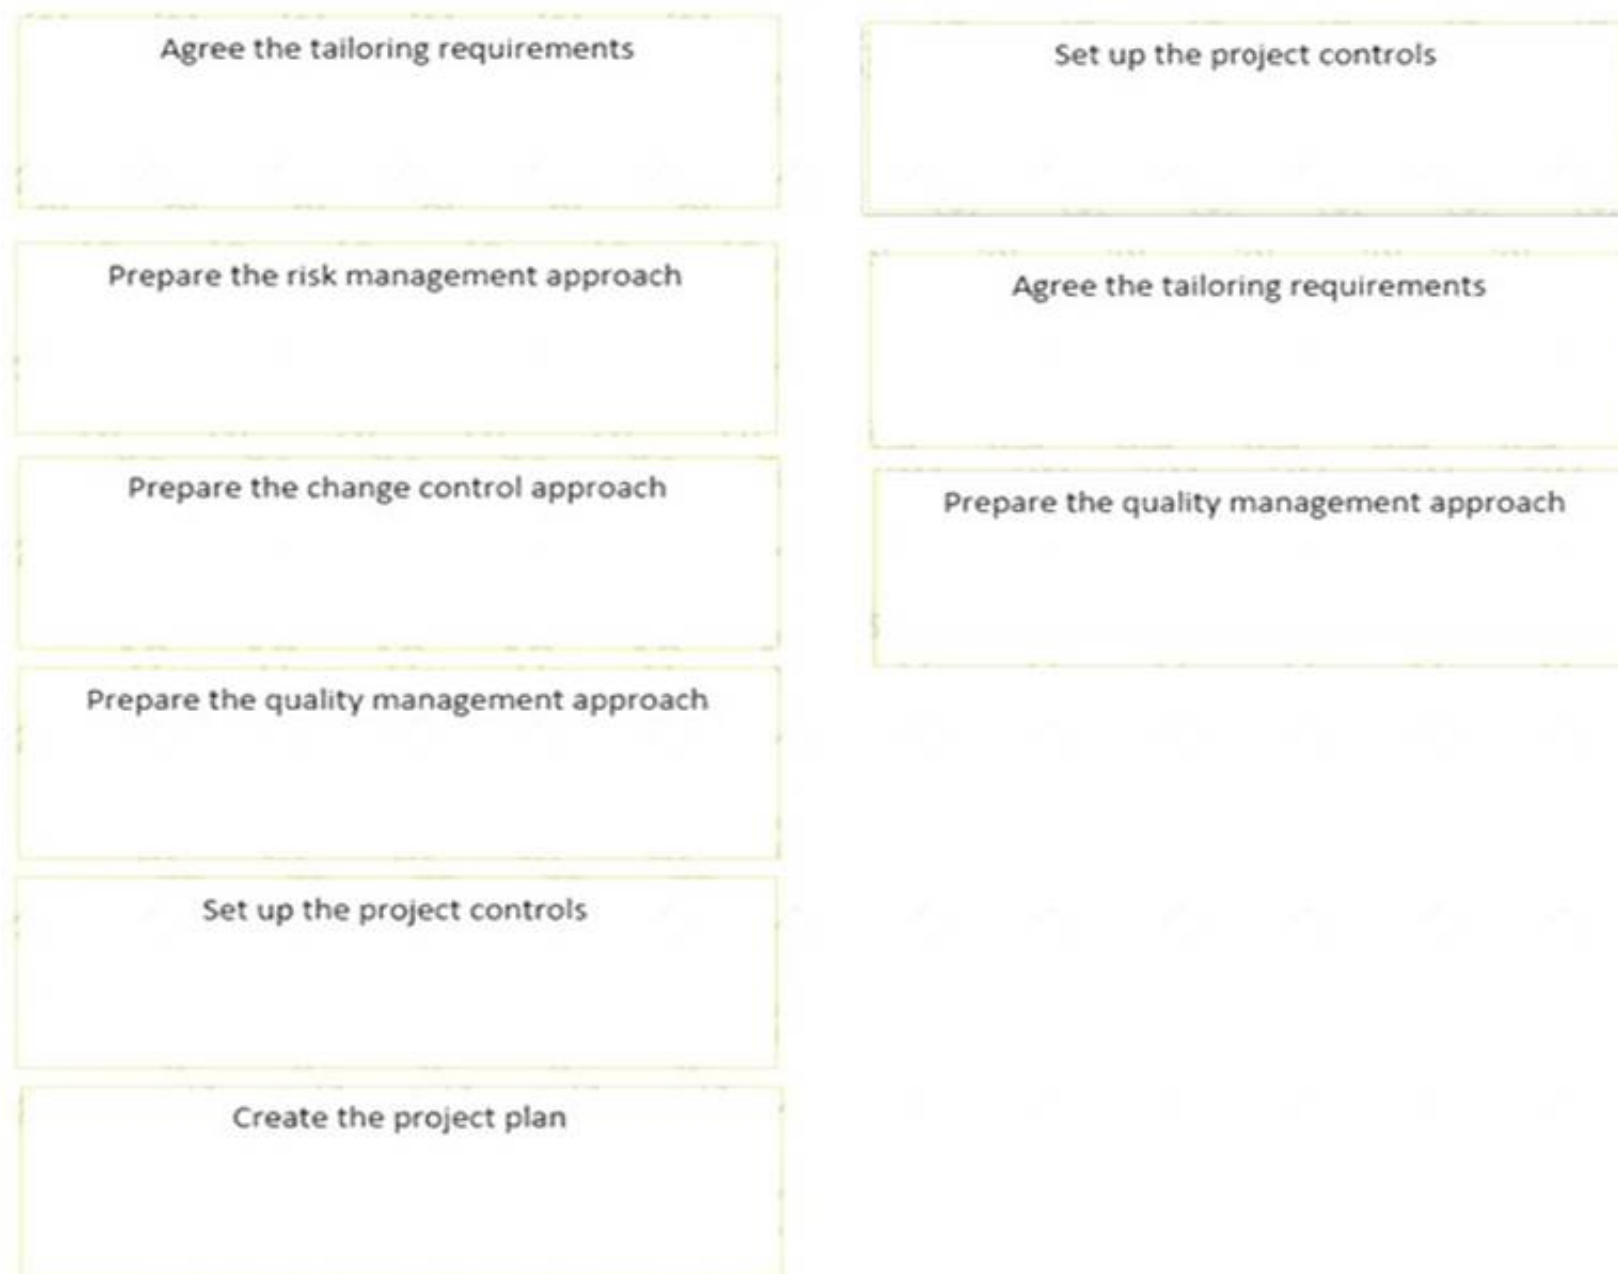 Agree the tailoring requirements
Prepare the risk management approach
Prepare the change control approach
Prepare the quality management approach
Set up the project controls
Create the project plan
Set up the project controls
Agree the tailoring requirements
Prepare the quality management approach